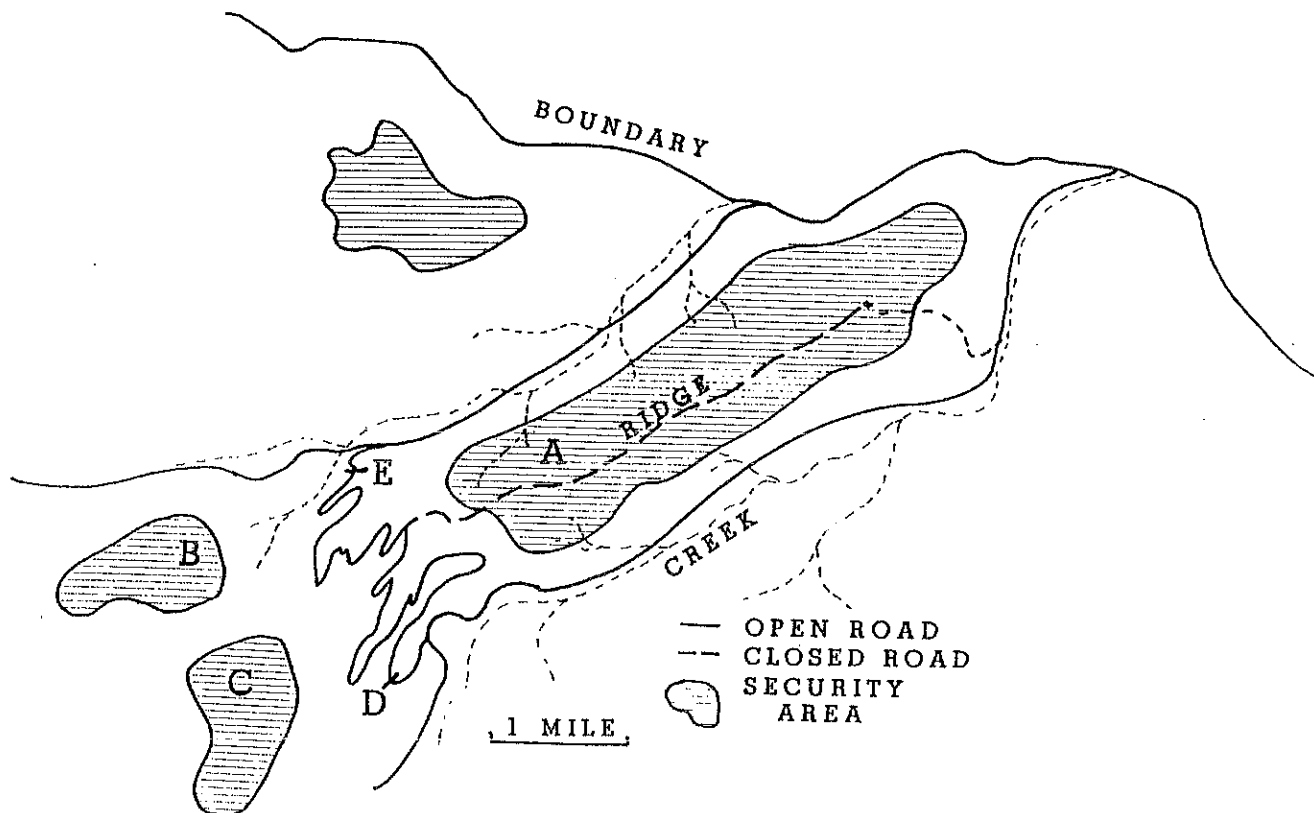 BOUNDARY
RIDGE
A
E
CREEK
B
OPEN ROAD
CLOSED ROAD
C
SECURITY
AREA
D
1 MILE